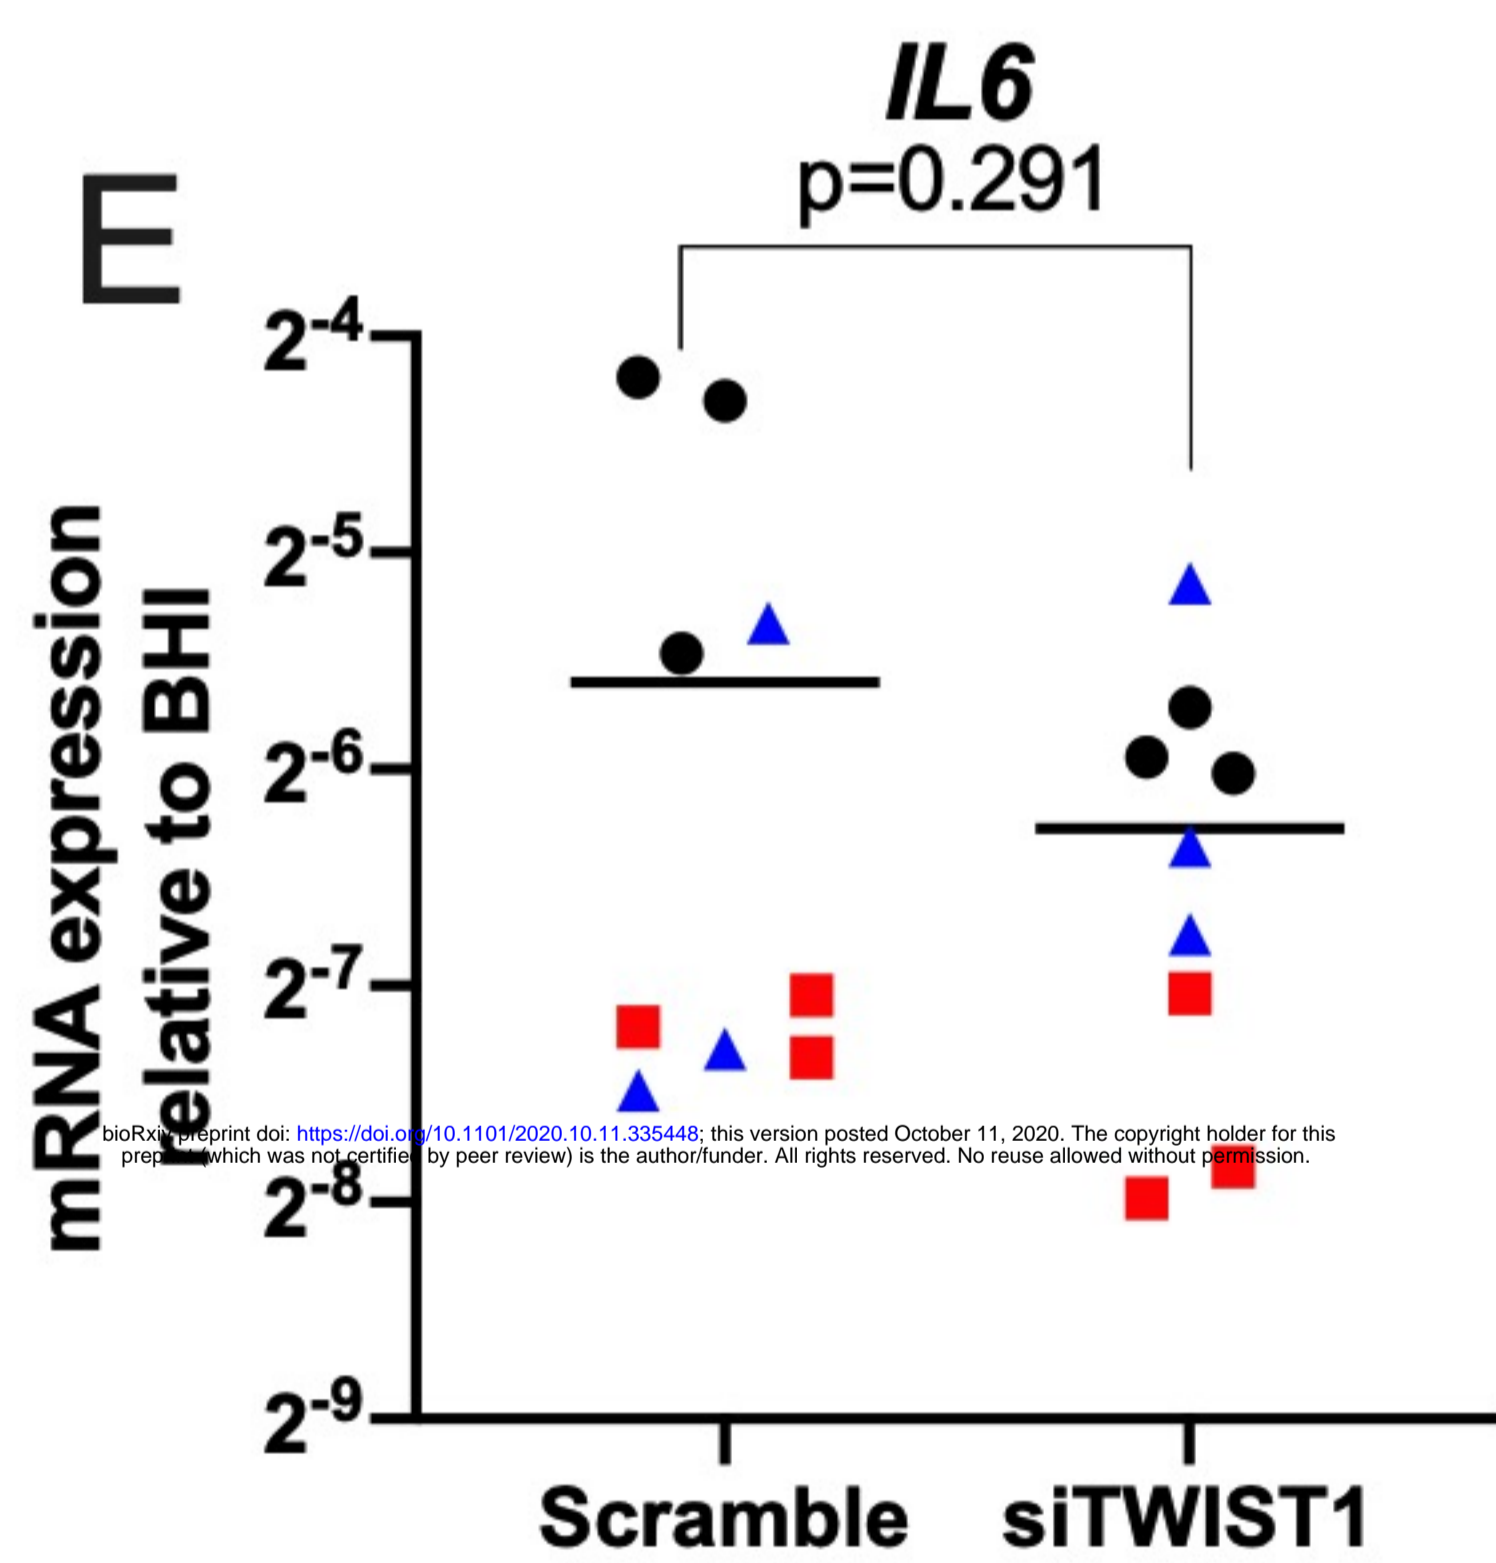 IL6
p=0.291
E
2-4
2-5
2-6
2-7
2-8
2-9
mRNA expression
relative to BHI
bioRxiv preprint doi: https://doi.org/10.1101/2020.10.11.335448; this version posted October 11, 2020. The copyright holder for this
preprint (which was not certified by peer review) is the author/funder. All rights reserved. No reuse allowed without permission.
Scramble
siTWIST1